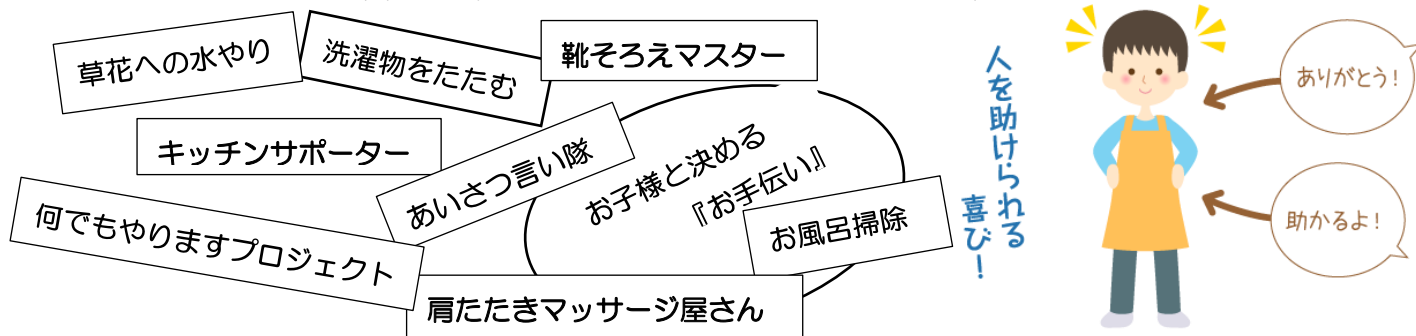 草花への水やり
洗濯物をたたむ
靴そろえマスター
キッチンサポーター
あいさつ言い隊
お子様と決める
『お手伝い』
お風呂掃除
何でもやりますプロジェクト
肩たたきマッサージ屋さん
人を助けられる
喜び！
ありがとう！
助かるよ！